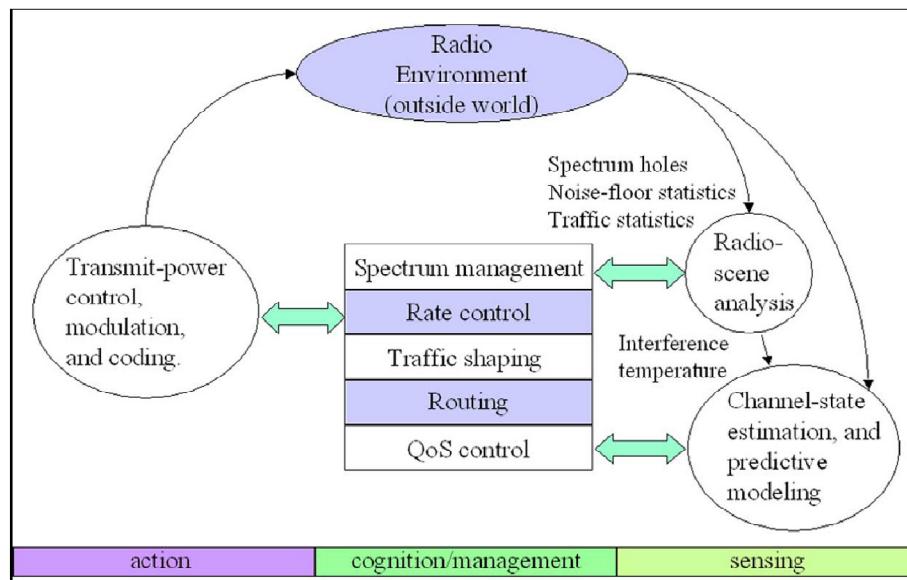 Radio
Environment
(outside world)
Spectrum holes
Noise-floor statistics
Traffic statistics
Radio-
scene
analysis
Transmit-power
control,
modulation,
and coding.
Spectrum management
Rate control
Traffic shaping
Routing
QoS control
Interference
temperature
Channel-state
estimation, and
predictive
modeling
action
cognition/management
sensing